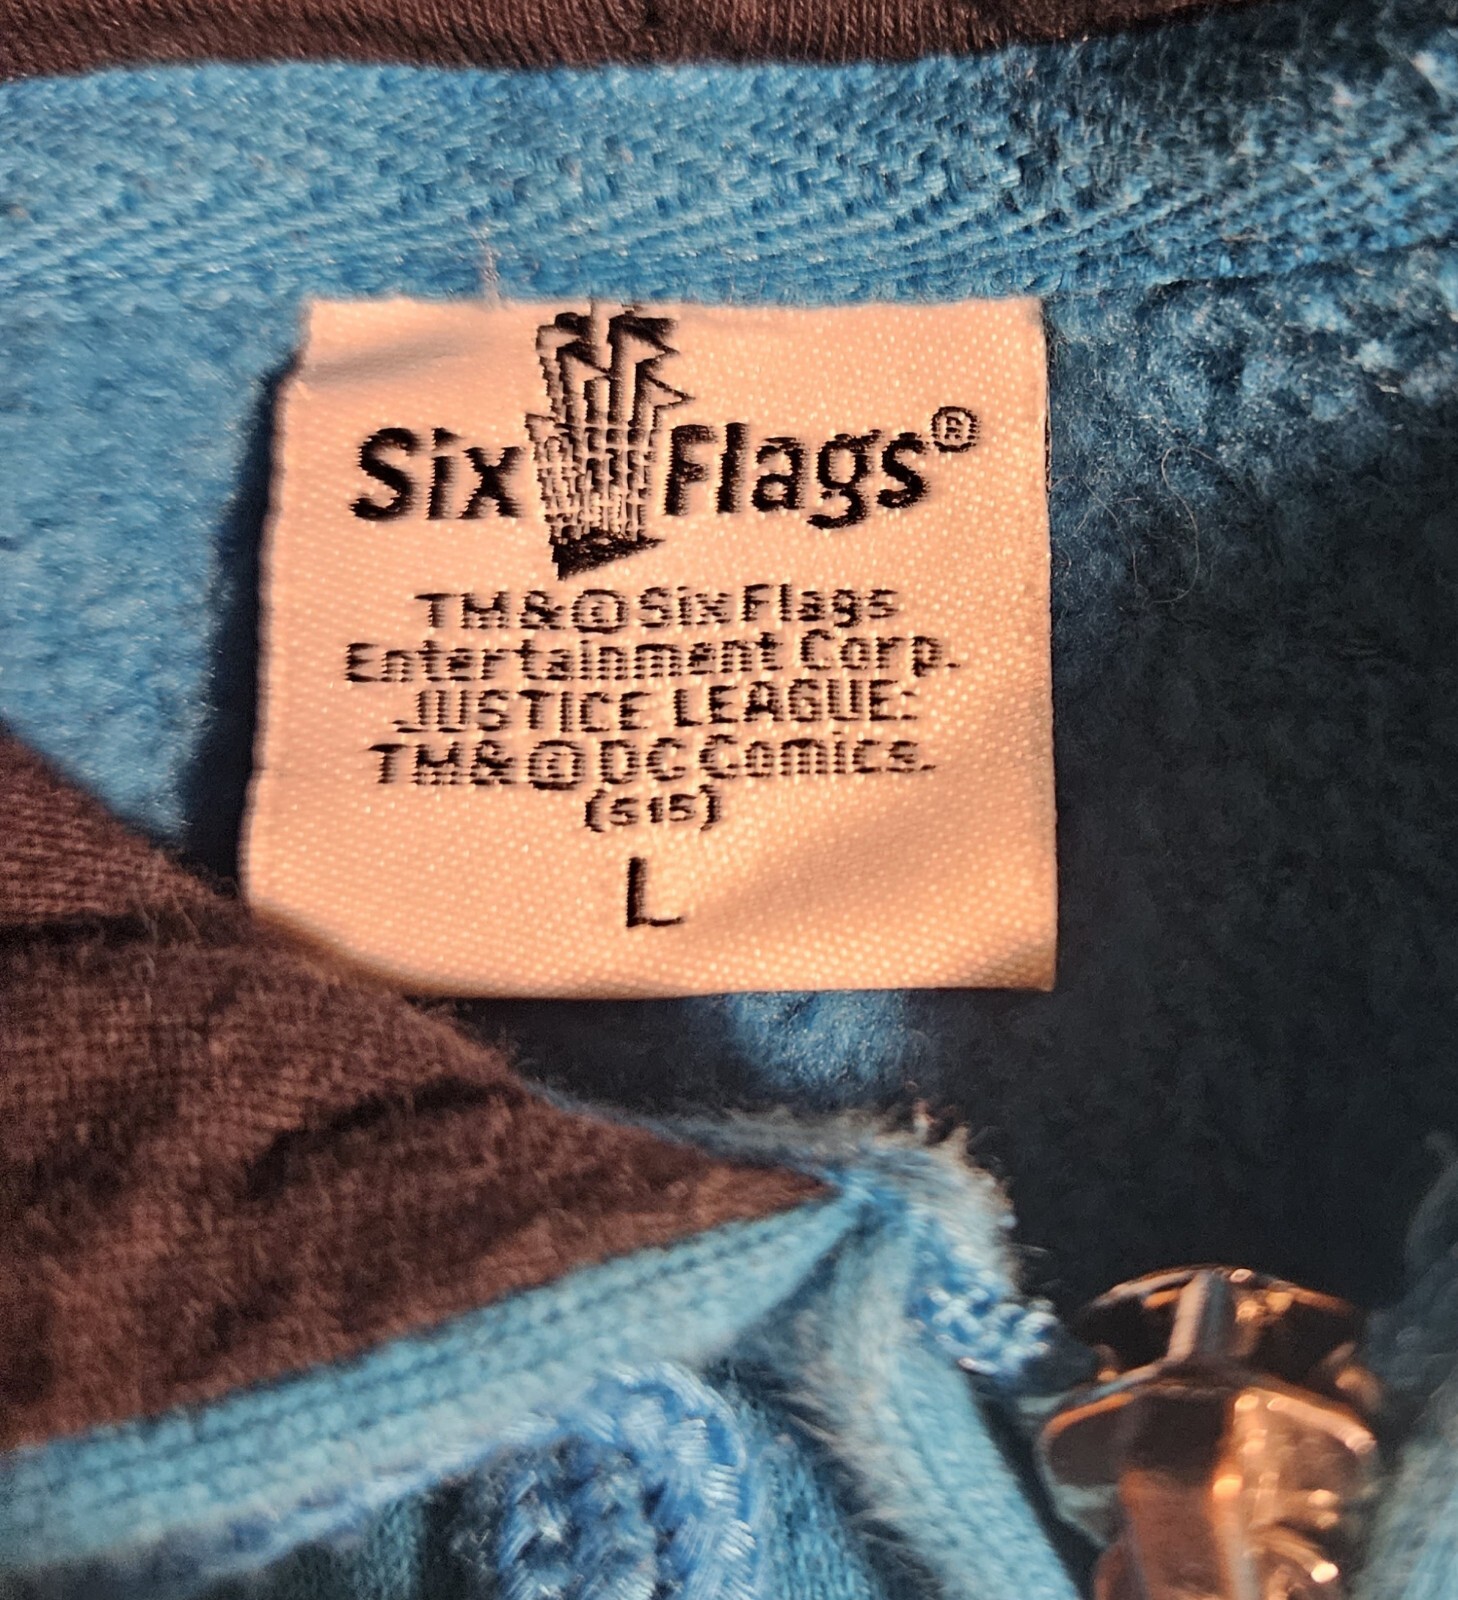 Six Flags®
TM&©Six Flags
Entertainment Corp.
JUSTICE LEAGUE:
TM&© DC Comics.
(s15)
L